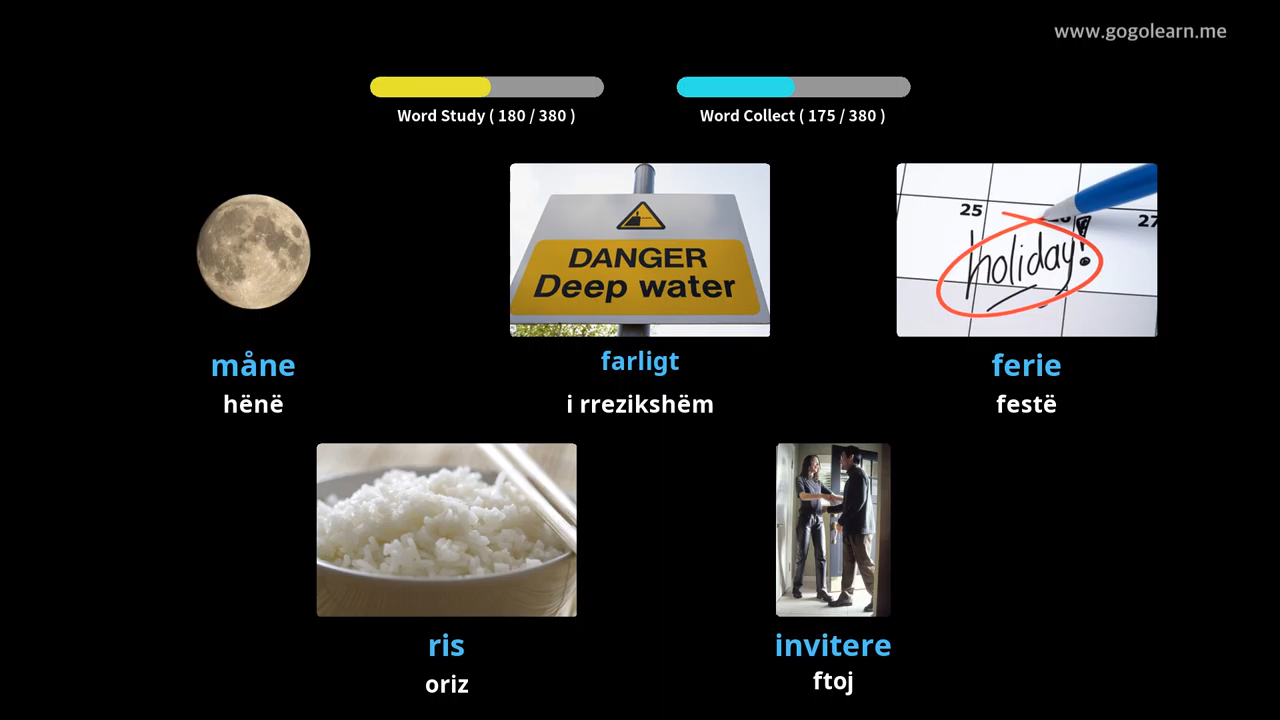 www.gogolearn.me
Word Study ( 180 / 380 )
Word Collect ( 175 / 380 )
DANGER
Deep water
25
27
holiday!
måne
farligt
ferie
hënë
i rrezikshëm
festë
ris
invitere
oriz
ftoj